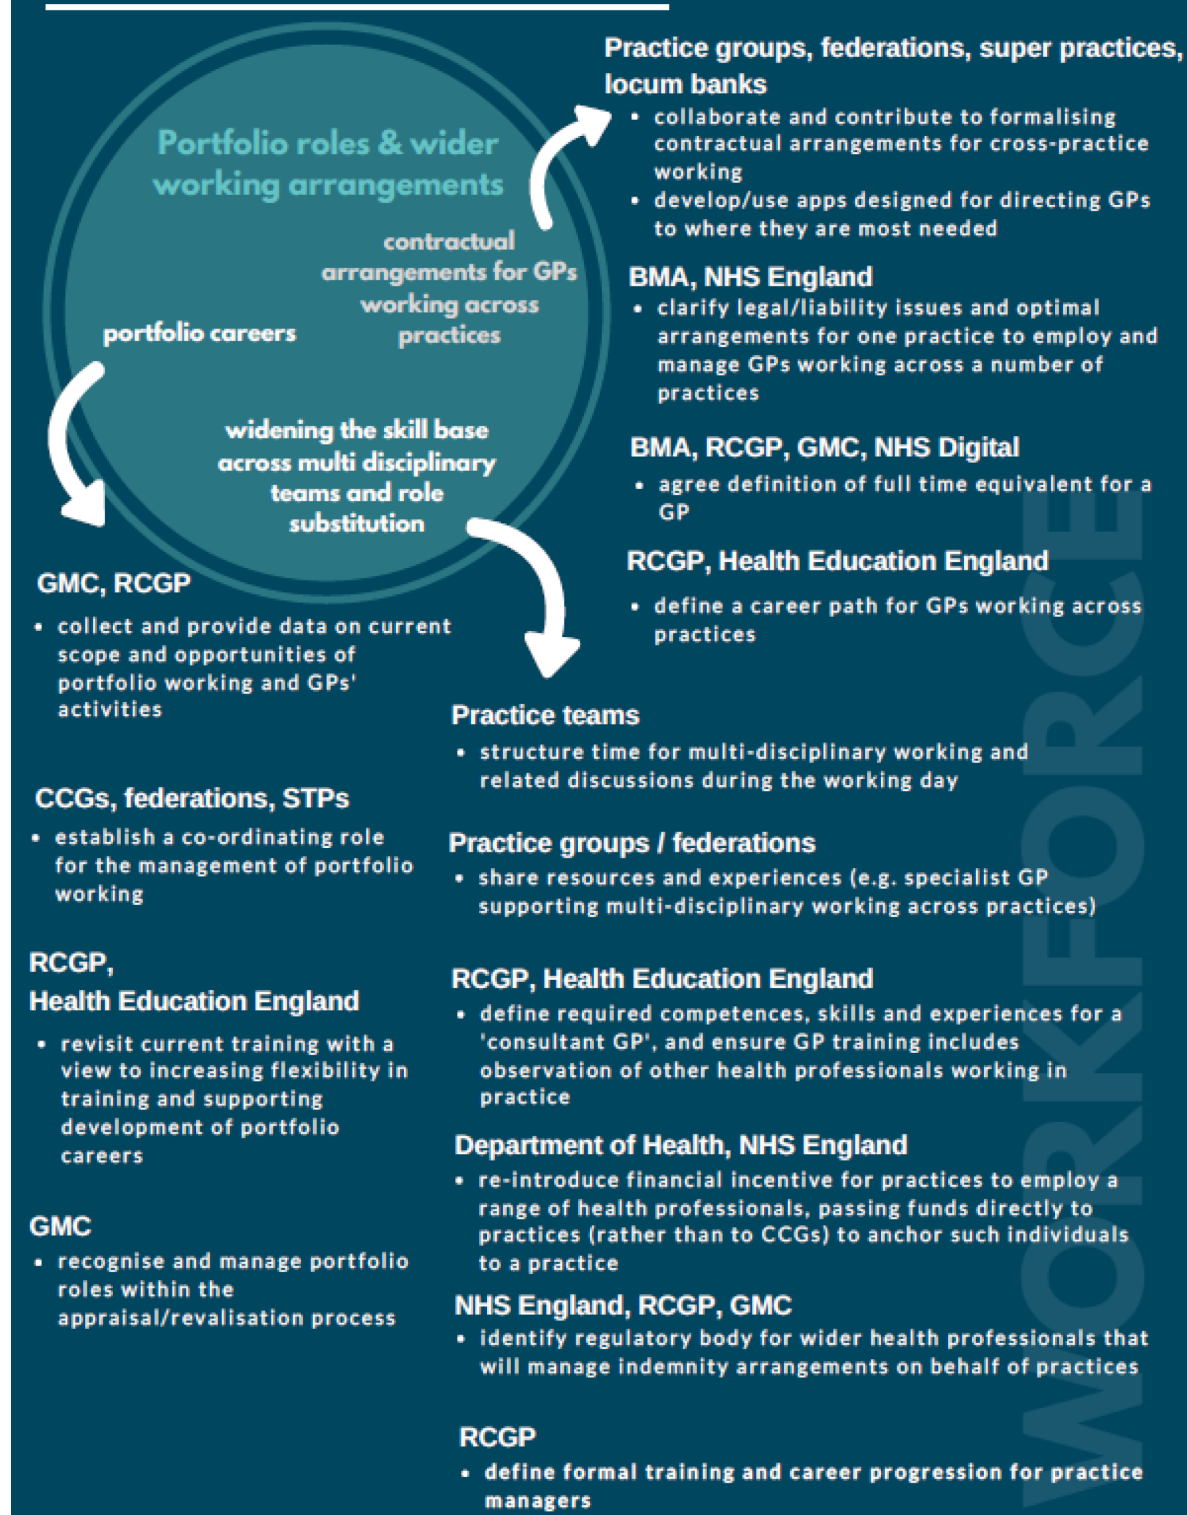 Portfolio roles & wider
working arrangements
contractual
arrangements for GPs
working across
practices
portfolio careers
widening the skill base
across multi disciplinary
teams and role
substitution
Practice groups, federations, super practices,
locum banks
• collaborate and contribute to formalising
contractual arrangements for cross-practice
working
• develop/use apps designed for directing GPs
to where they are most needed
BMA, NHS England
• clarify legal/liability issues and optimal
arrangements for one practice to employ and
manage GPs working across a number of
practices
BMA, RCGP, GMC, NHS Digital
• agree definition of full time equivalent for a
GP
RCGP, Health Education England
• define a career path for GPs working across
practices
GMC, RCGP
• collect and provide data on current
scope and opportunities of
portfolio working and GPs'
activities
CCGs, federations, STPs
• establish a co-ordinating role
for the management of portfolio
working
RCGP,
Health Education England
• revisit current training with a
view to increasing flexibility in
training and supporting
development of portfolio
careers
GMC
• recognise and manage portfolio
roles within the
appraisal/revalisation process
Practice teams
• structure time for multi-disciplinary working and
related discussions during the working day
Practice groups / federations
• share resources and experiences (e.g. specialist GP
supporting multi-disciplinary working across practices)
RCGP, Health Education England
• define required competences, skills and experiences for a
'consultant GP', and ensure GP training includes
observation of other health professionals working in
practice
Department of Health, NHS England
• re-introduce financial incentive for practices to employ a
range of health professionals, passing funds directly to
practices (rather than to CCGs) to anchor such individuals
to a practice
NHS England, RCGP, GMC
• identify regulatory body for wider health professionals that
will manage indemnity arrangements on behalf of practices
RCGP
• define formal training and career progression for practice
managers
WORKFORCE